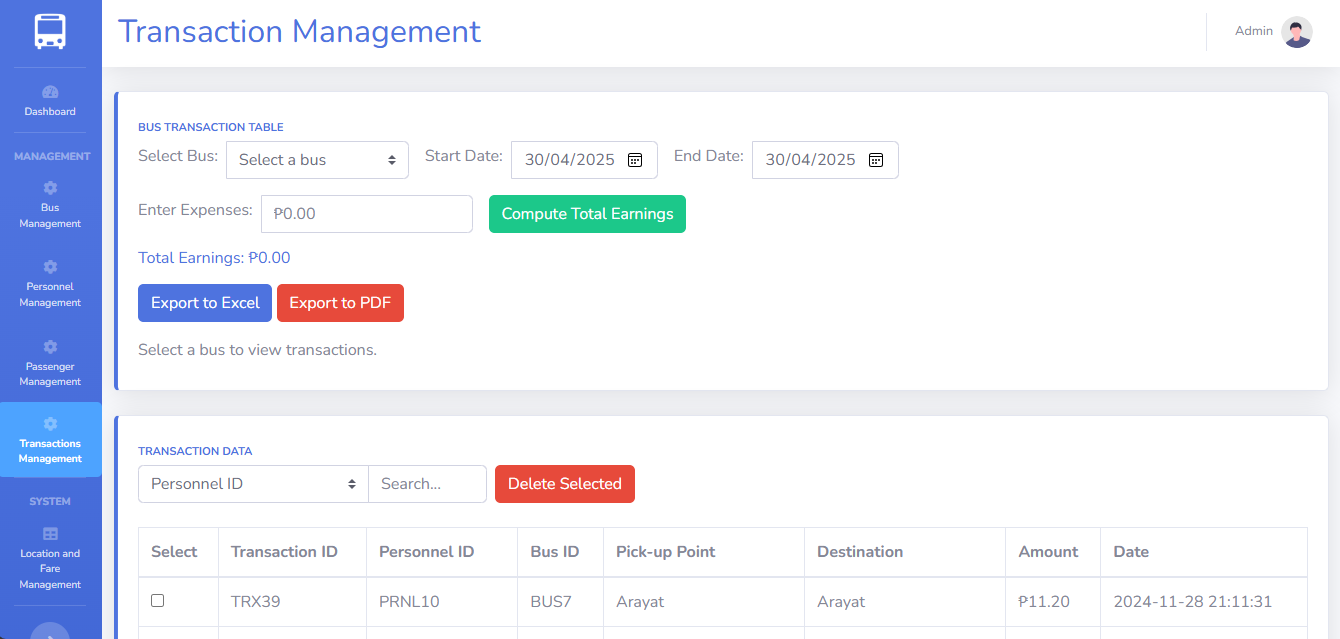 Transaction Management
Admin
Dashboard
MANAGEMENT
Bus
Management
Personnel
Management
Passenger
Management
Transactions
Management
SYSTEM
Location and
Fare
Management
BUS TRANSACTION TABLE
Select Bus: Select a bus Start Date: 30/04/2025 End Date: 30/04/2025
Enter Expenses: ₱0.00 Compute Total Earnings
Total Earnings: ₱0.00
Export to Excel Export to PDF
Select a bus to view transactions.
TRANSACTION DATA
Personnel ID Search... Delete Selected
Select Transaction ID Personnel ID Bus ID Pick-up Point Destination Amount Date
TRX39 PRNL10 BUS7 Arayat Arayat ₱11.20 2024-11-28 21:11:31